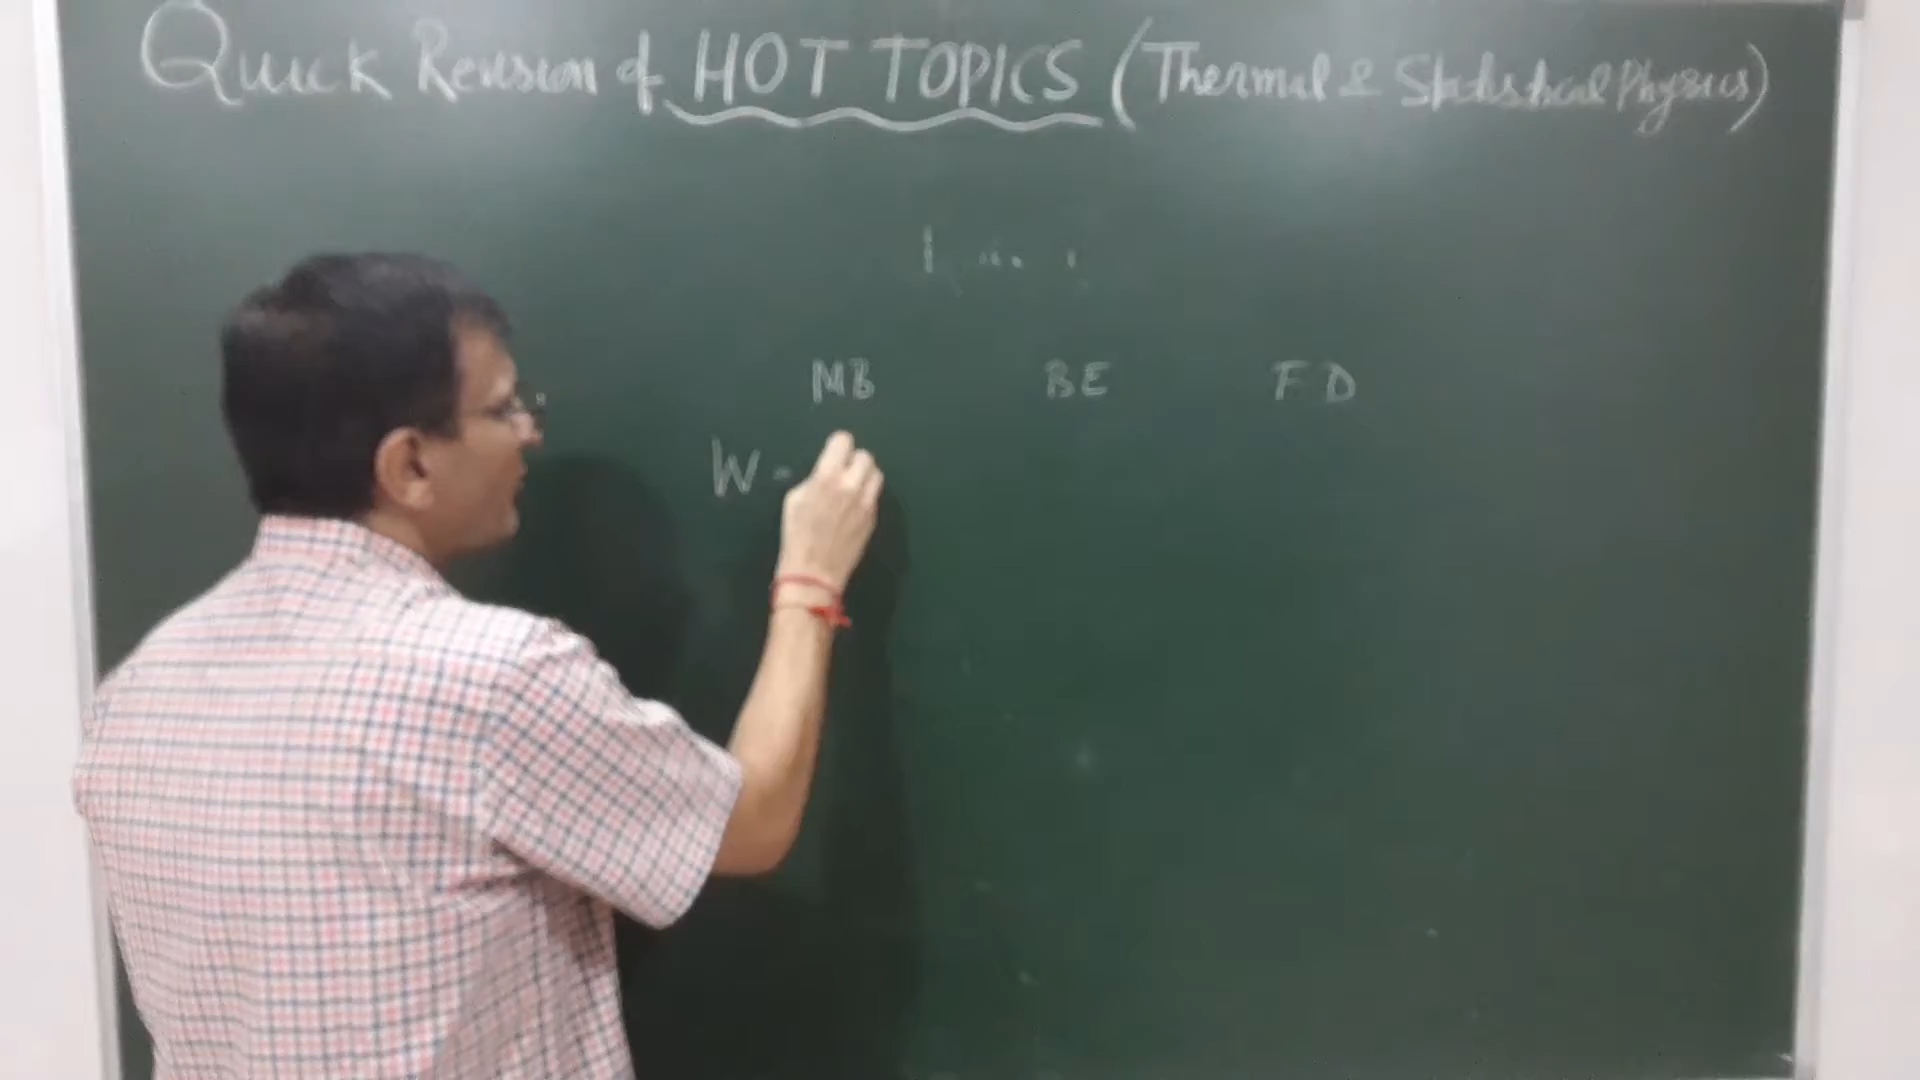 Quick Revision of HOT TOPICS (Thermal & Statistical Physics)
MB BE FD
W =